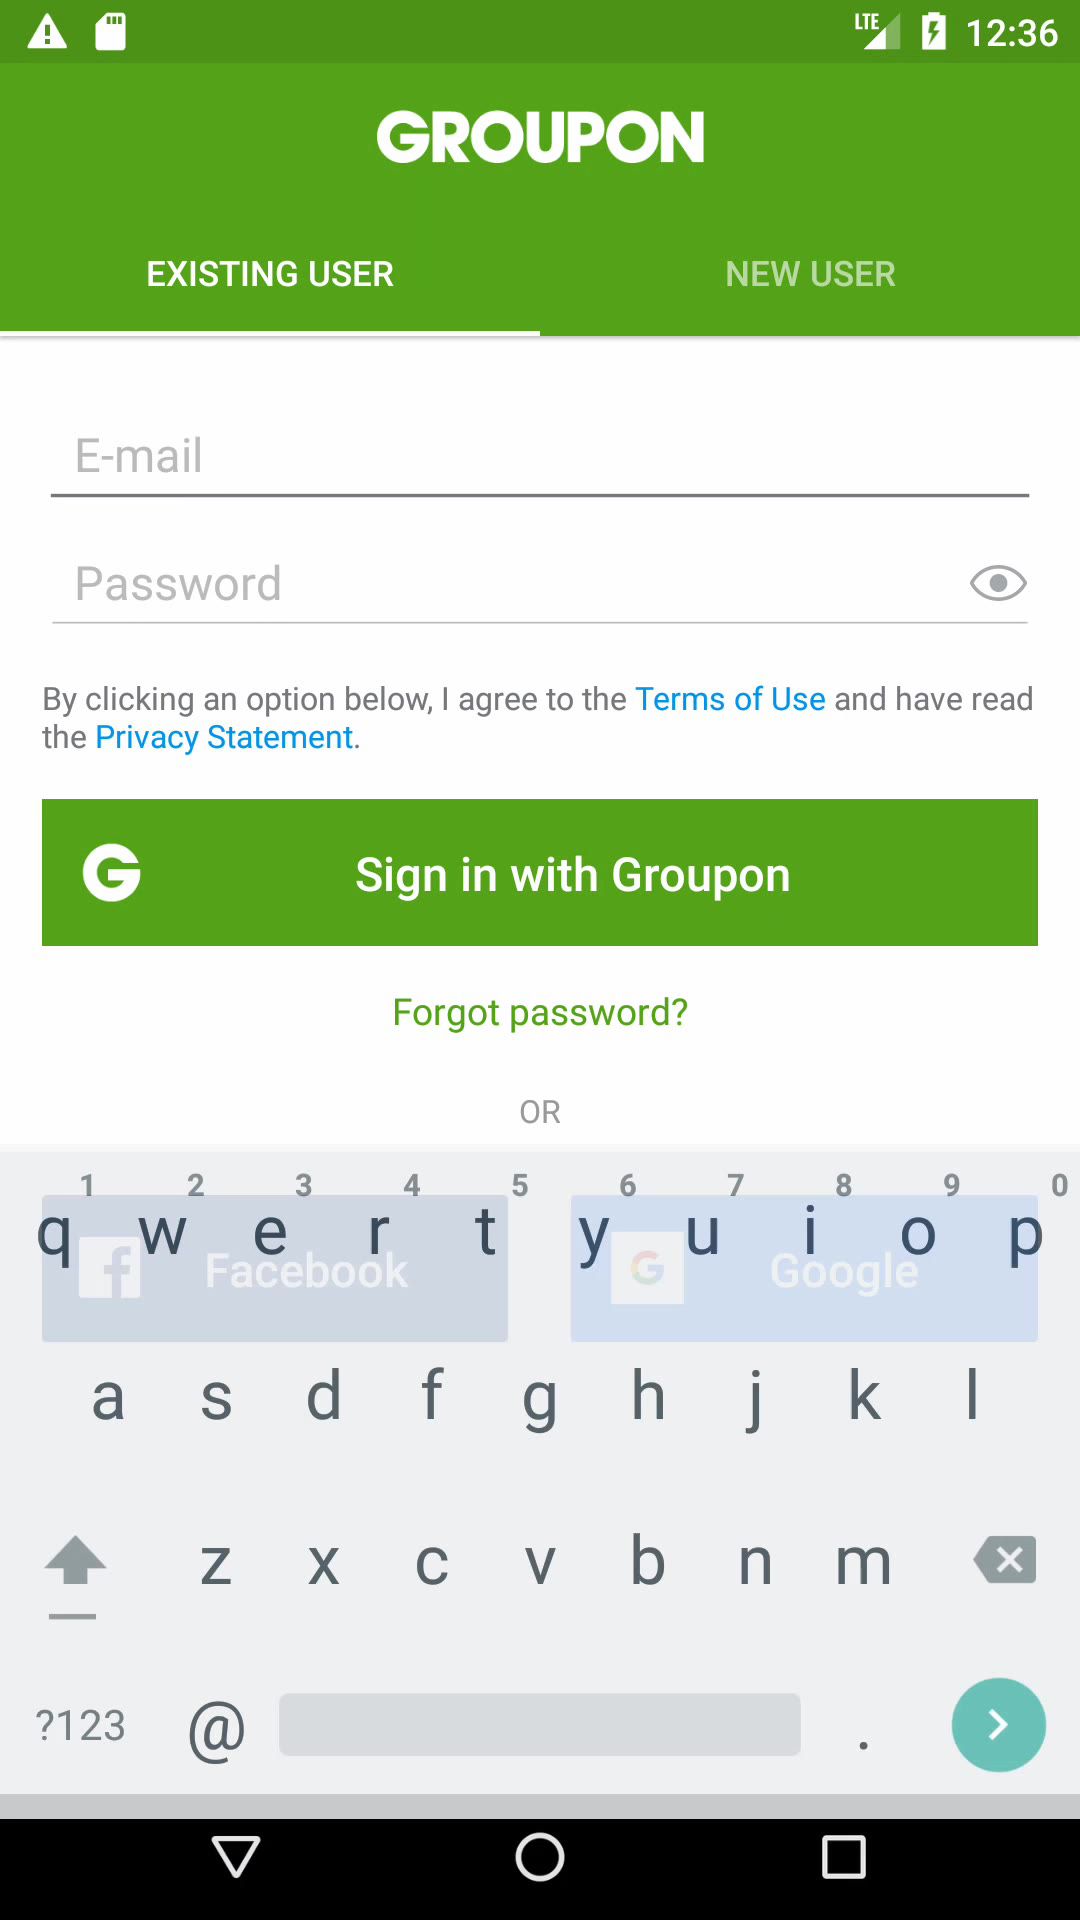 LTE 12:36
GROUPON
EXISTING USER NEW USER
E-mail
Password
By clicking an option below, I agree to the Terms of Use and have read
the Privacy Statement.
G Sign in with Groupon
Forgot password?
OR
1 2 3 4 5 6 7 8 9 0
q w e r t y u i o p
f Facebook G Google
a s d f g h j k l
z x c v b n m
?123 @ .